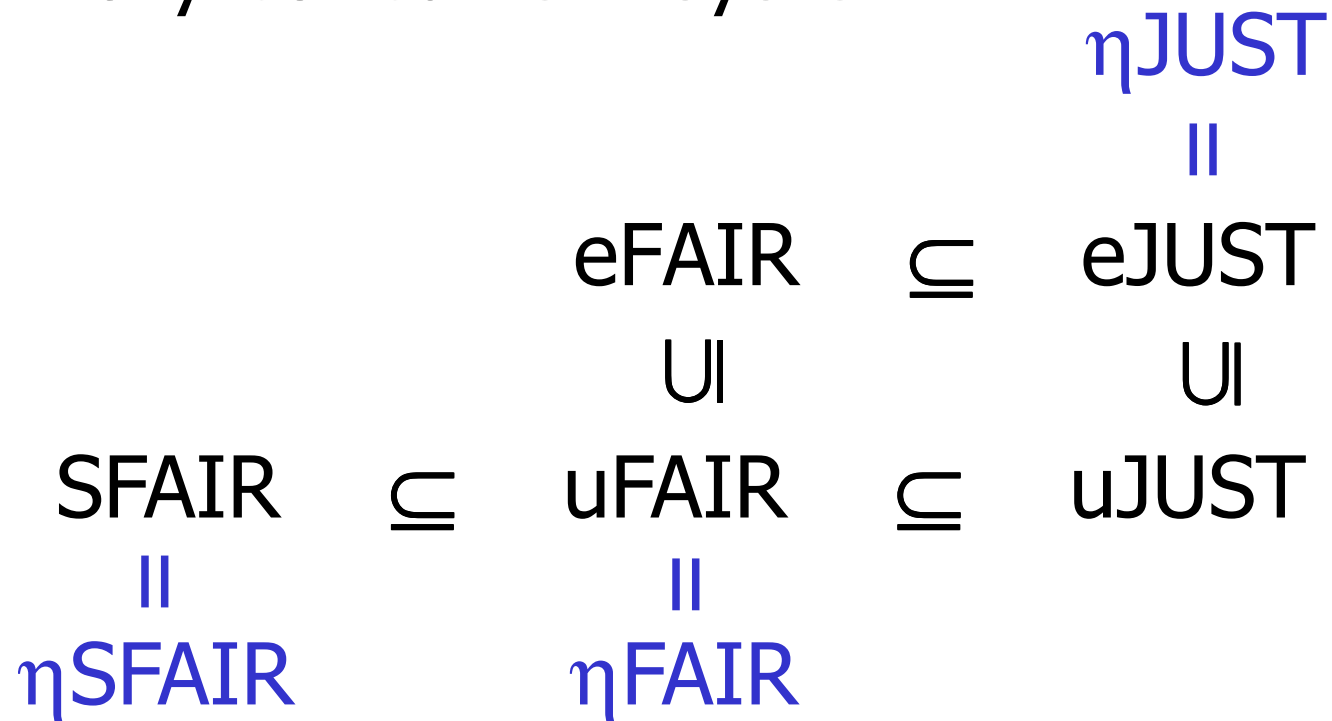 ηJUST
=
eFAIR ⊆ eJUST
⊆ ⊆
SFAIR ⊆ uFAIR ⊆ uJUST
= =
ηSFAIR ηFAIR